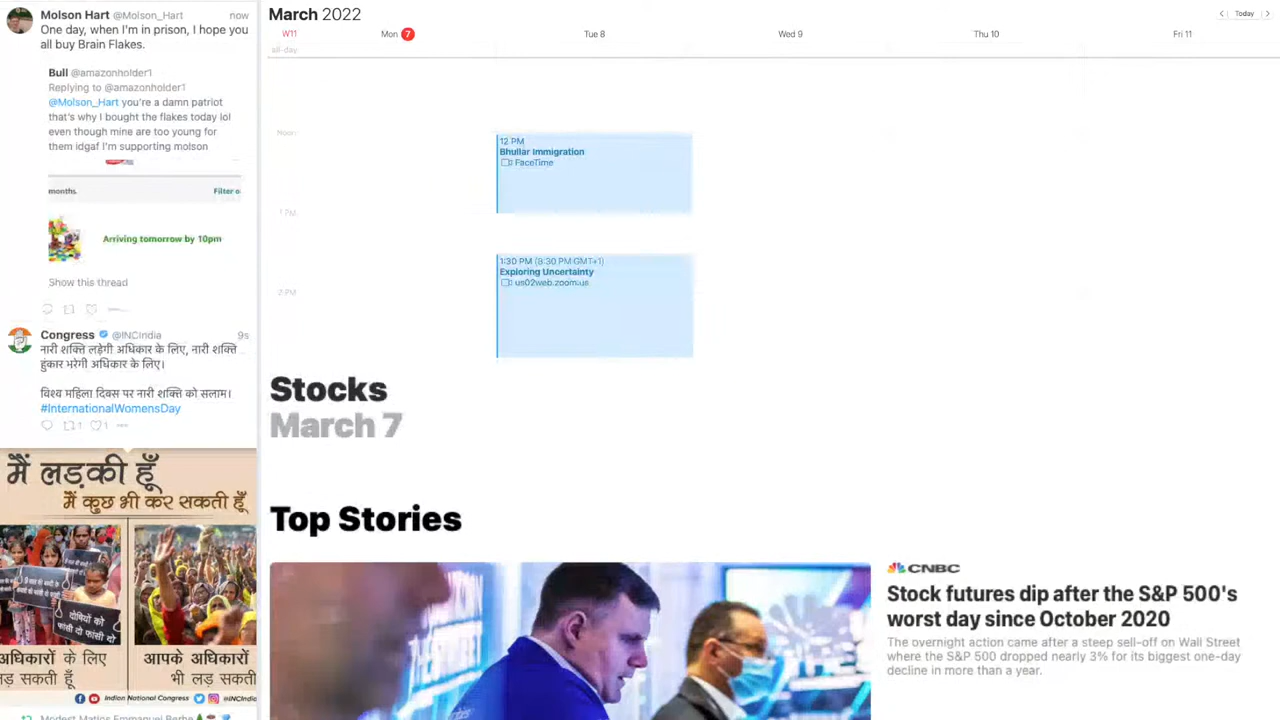 Molson Hart @Molson_Hart now
One day, when I'm in prison, I hope you
all buy Brain Flakes.
Bull @amazonholder1
Replying to @amazonholder1
@Molson_Hart you're a damn patriot
that's why I bought the flakes today lol
even though mine are too young for
them idgaf I'm supporting molson
months. Filter o
Arriving tomorrow by 10pm
Show this thread
Congress @INCIndia 9s
नारी शक्ति लड़ेगी अधिकार के लिए, नारी शक्ति
हुंकार भरेगी अधिकार के लिए।
विश्व महिला दिवस पर नारी शक्ति को सलाम।
#InternationalWomensDay
1 1
मैं लड़की हूँ
मैं कुछ भी कर सकती हूँ
दोषियों को
फांसी दो फांसी दो
अधिकारों के लिए
लड़ सकती हूँ
आपके अधिकारों
भी लड़ सकती
Indian National Congress @INCIndia
Modest Matios Emmanuel Berhe
March 2022
Today
W11 Mon 7 Tue 8 Wed 9 Thu 10 Fri 11
all-day
Noon
12 PM
Bhullar Immigration
FaceTime
1 PM
1:30 PM (8:30 PM GMT+1)
Exploring Uncertainty
us02web.zoom.us
2 PM
Stocks
March 7
Top Stories
CNBC
Stock futures dip after the S&P 500's
worst day since October 2020
The overnight action came after a steep sell-off on Wall Street
where the S&P 500 dropped nearly 3% for its biggest one-day
decline in more than a year.